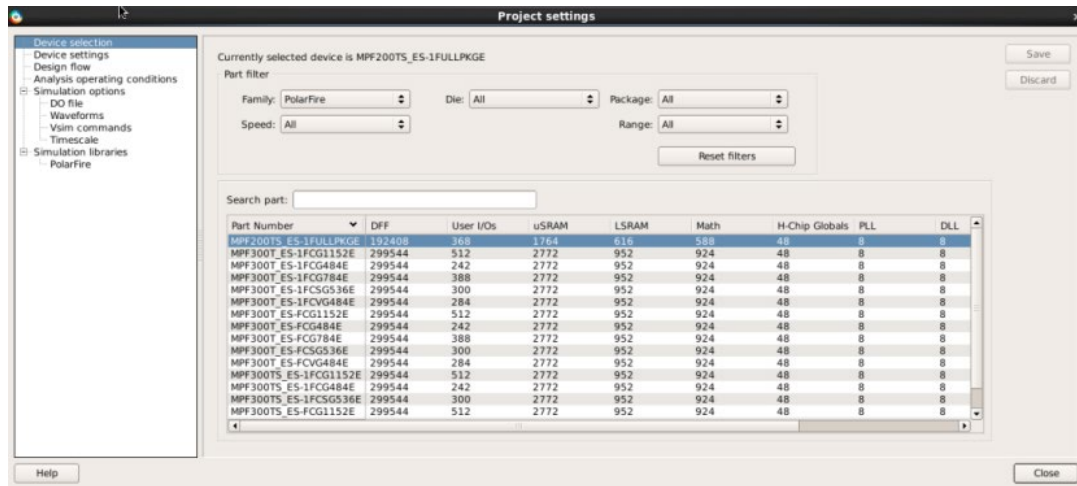 Project settings
Device selection
Device settings
Design flow
Analysis operating conditions
Simulation options
DO file
Waveforms
Vsim commands
Timescale
Simulation libraries
PolarFire
Currently selected device is MPF200TS_ES-1FULLPKGE
Part filter
Family: PolarFire Die: All Package: All
Speed: All Range: All
Reset filters
Save
Discard
Search part:
Part Number DFF User I/Os uSRAM LSRAM Math H-Chip Globals PLL DLL
MPF200TS_ES-1FULLPKGE 192408 368 1764 616 588 48 8 8
MPF300T_ES-1FCG1152E 299544 512 2772 952 924 48 8 8
MPF300T_ES-1FCG484E 299544 242 2772 952 924 48 8 8
MPF300T_ES-1FCG784E 299544 388 2772 952 924 48 8 8
MPF300T_ES-1FCSG536E 299544 300 2772 952 924 48 8 8
MPF300T_ES-1FCVG484E 299544 284 2772 952 924 48 8 8
MPF300T_ES-FCG1152E 299544 512 2772 952 924 48 8 8
MPF300T_ES-FCG484E 299544 242 2772 952 924 48 8 8
MPF300T_ES-FCG784E 299544 388 2772 952 924 48 8 8
MPF300T_ES-FCSG536E 299544 300 2772 952 924 48 8 8
MPF300T_ES-FCVG484E 299544 284 2772 952 924 48 8 8
MPF300TS_ES-1FCG1152E 299544 512 2772 952 924 48 8 8
MPF300TS_ES-1FCG484E 299544 242 2772 952 924 48 8 8
MPF300TS_ES-1FCSG536E 299544 300 2772 952 924 48 8 8
MPF300TS_ES-FCG1152E 299544 512 2772 952 924 48 8 8
Help
Close